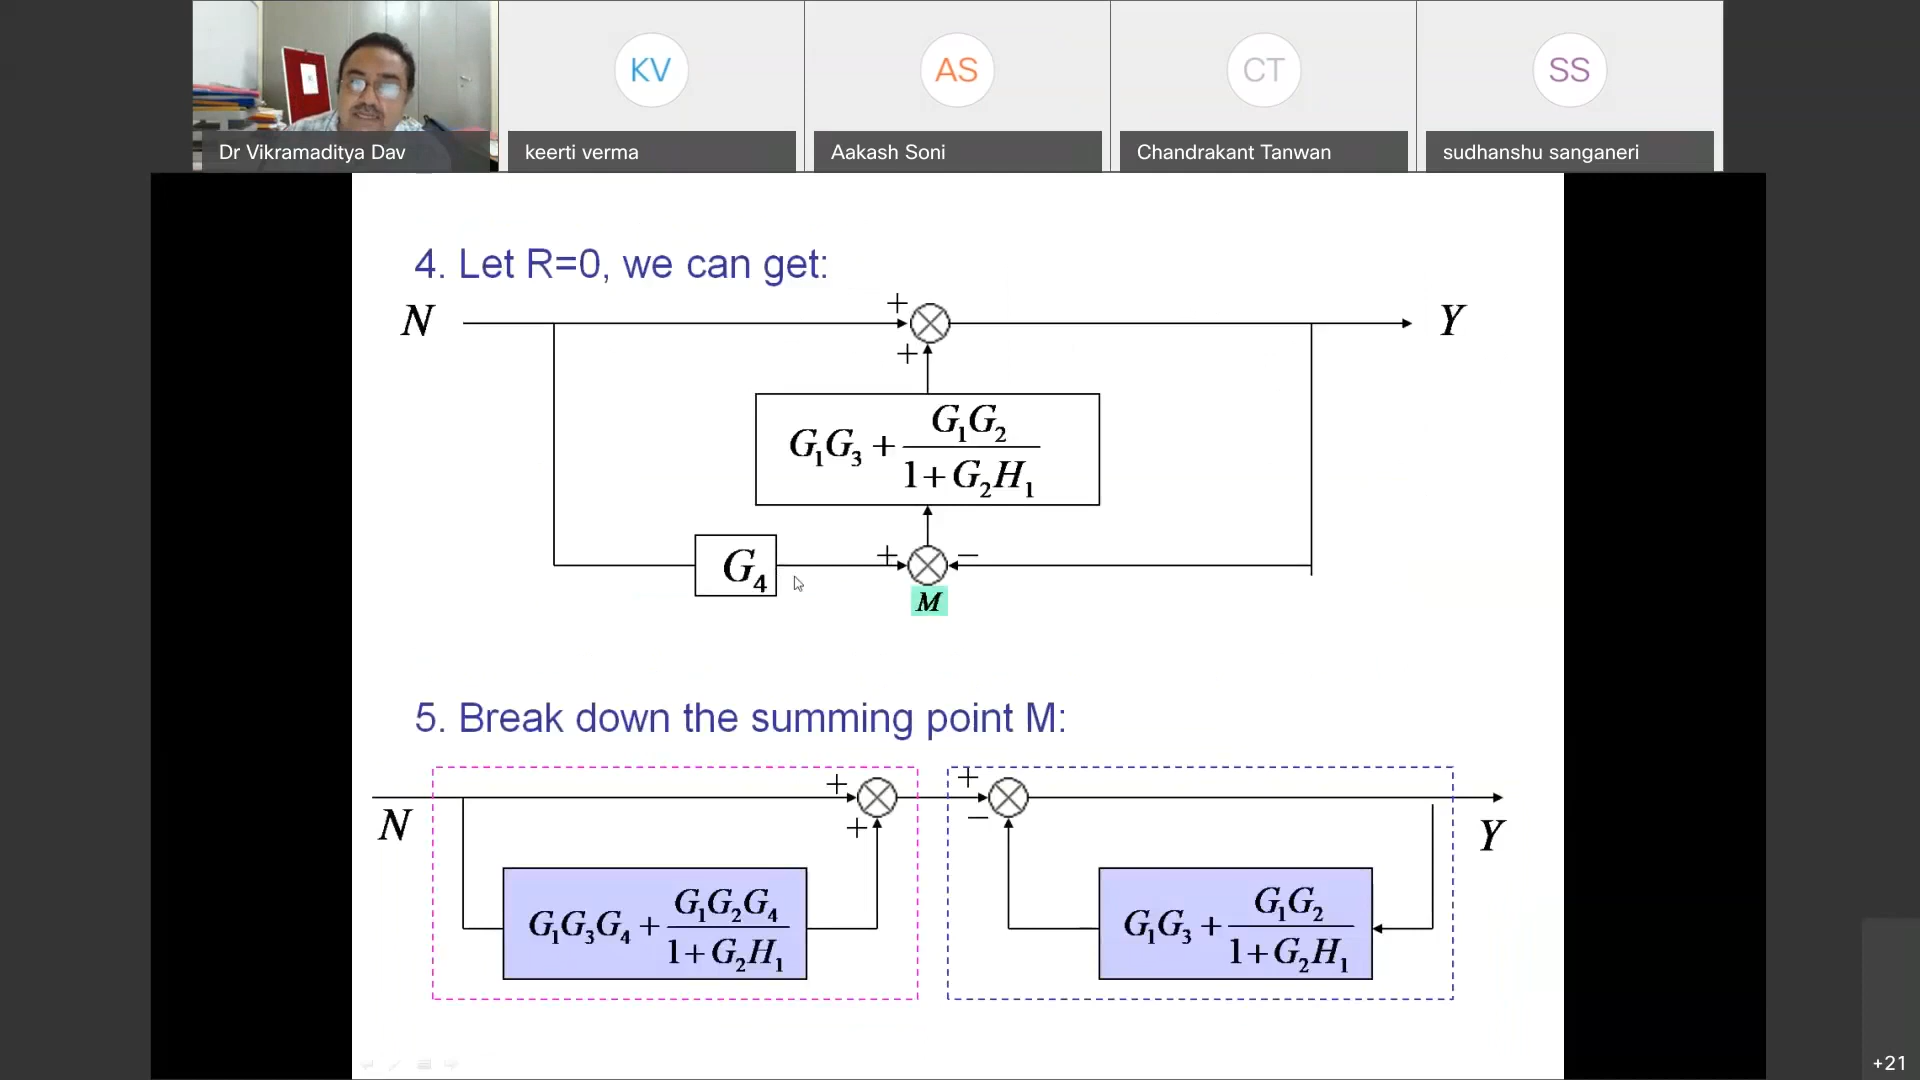 KV
AS
CT
SS
Dr Vikramaditya Dav
keerti verma
Aakash Soni
Chandrakant Tanwan
sudhanshu sanganeri
4. Let R=0, we can get:
N
+
Y
+
G₁G₃ + G₁G₂ / 1 + G₂H₁
G₄
+
−
M
5. Break down the summing point M:
+
+
N
+
−
Y
G₁G₃G₄ + G₁G₂G₄ / 1 + G₂H₁
G₁G₃ + G₁G₂ / 1 + G₂H₁
+21